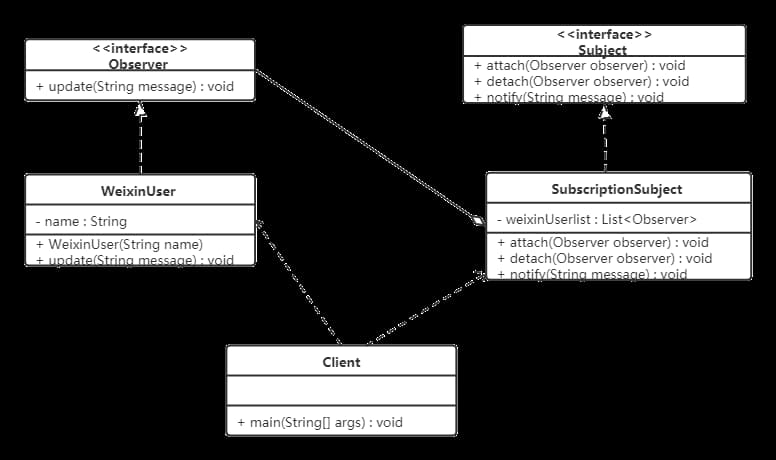 <<interface>>
Observer
+ update(String message) : void
<<interface>>
Subject
+ attach(Observer observer) : void
+ detach(Observer observer) : void
+ notify(String message) : void
WeixinUser
- name : String
+ WeixinUser(String name)
+ update(String message) : void
SubscriptionSubject
- weixinUserlist : List<Observer>
+ attach(Observer observer) : void
+ detach(Observer observer) : void
+ notify(String message) : void
Client
+ main(String[] args) : void